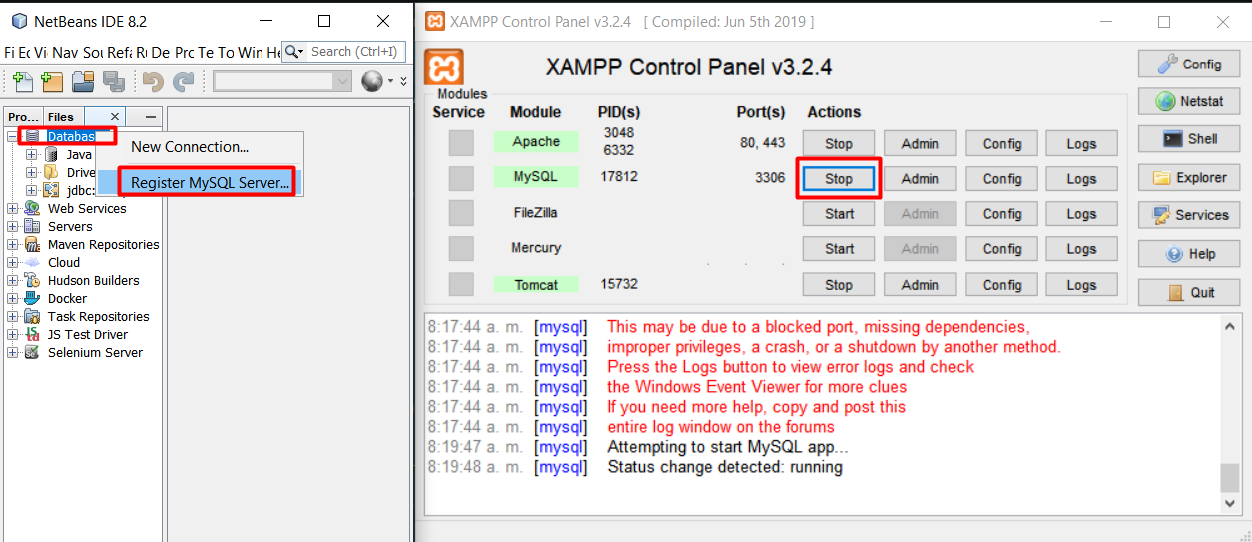 NetBeans IDE 8.2
Fi Ec Vi Nav Sou Refa Ru De Pro Te To Win He
Search (Ctrl+I)
Pro... Files
Databas
New Connection...
Java
Register MySQL Server...
Drive
jdbc:
Web Services
Servers
Maven Repositories
Cloud
Hudson Builders
Docker
Task Repositories
JS Test Driver
Selenium Server
XAMPP Control Panel v3.2.4 [ Compiled: Jun 5th 2019 ]
XAMPP Control Panel v3.2.4
Config
Modules
Service Module PID(s) Port(s) Actions
Netstat
Apache 3048 6332 80, 443 Stop Admin Config Logs
Shell
MySQL 17812 3306 Stop Admin Config Logs
Explorer
FileZilla Start Admin Config Logs
Services
Mercury Start Admin Config Logs
Help
Tomcat 15732 Stop Admin Config Logs
Quit
8:17:44 a. m. [mysql] This may be due to a blocked port, missing dependencies,
8:17:44 a. m. [mysql] improper privileges, a crash, or a shutdown by another method.
8:17:44 a. m. [mysql] Press the Logs button to view error logs and check
8:17:44 a. m. [mysql] the Windows Event Viewer for more clues
8:17:44 a. m. [mysql] If you need more help, copy and post this
8:17:44 a. m. [mysql] entire log window on the forums
8:19:47 a. m. [mysql] Attempting to start MySQL app...
8:19:48 a. m. [mysql] Status change detected: running